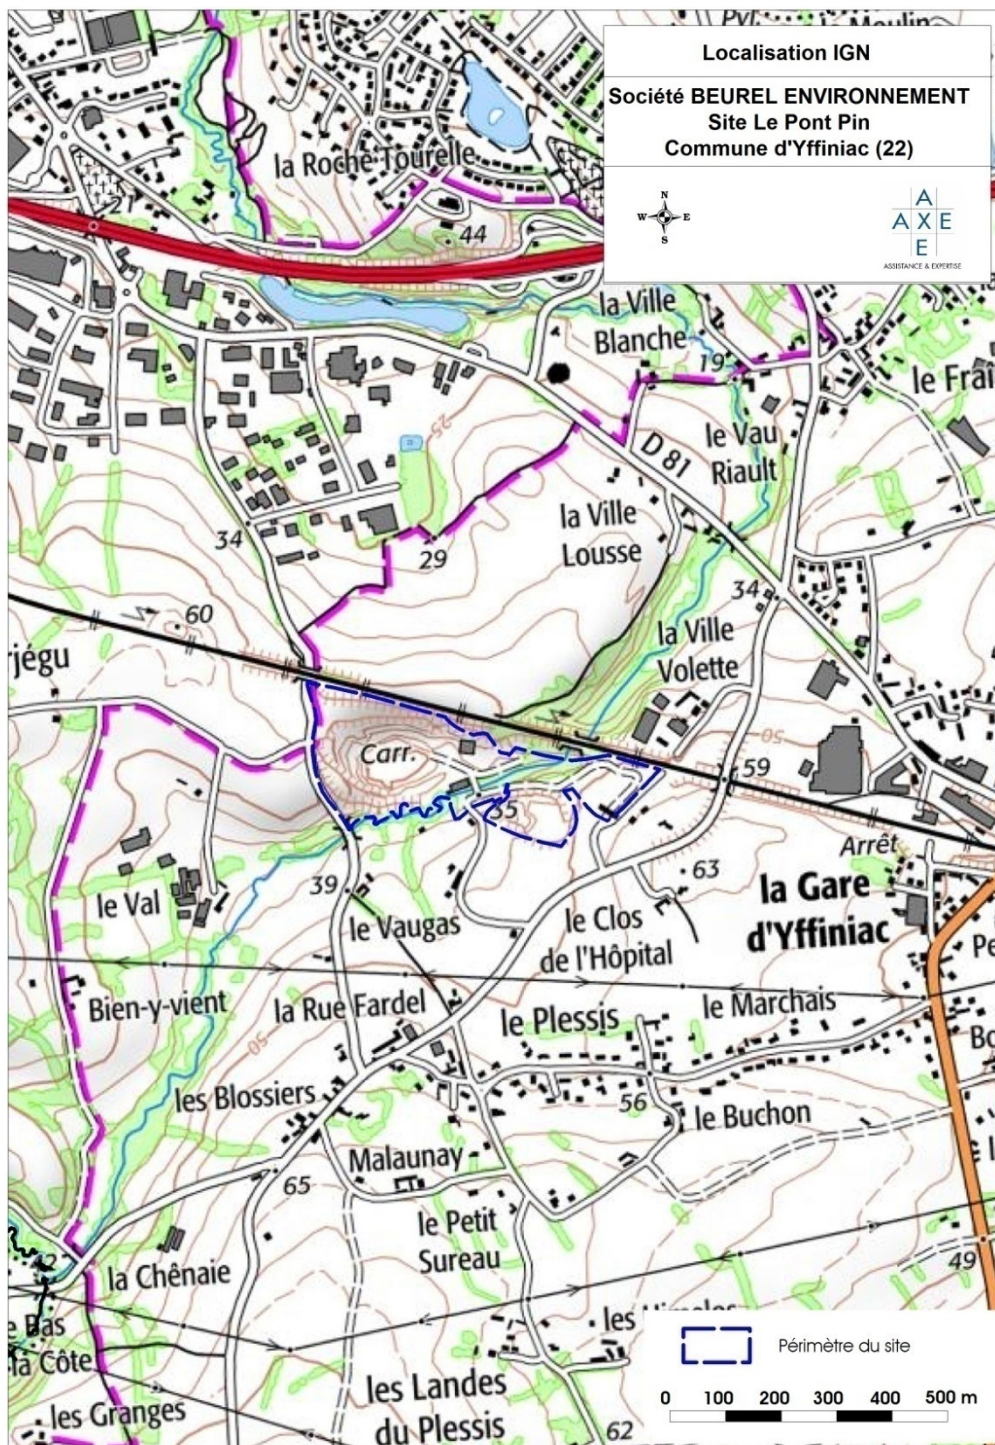 Localisation IGN
Société BEUREL ENVIRONNEMENT
Site Le Pont Pin
Commune d'Yffiniac (22)
N
W E
S
A
A X E
E
ASSISTANCE & EXPERTISE
la Roche Tourelle
21
44
la Ville
Blanche
19
le Vau
Riault
D 81
25
la Ville
Lousse
34
29
34
60
la Ville
Volette
Carr.
50
59
55
Arrêt
39
63
le Val
la Gare
d'Yffiniac
le Vaugas
le Clos
de l'Hôpital
Bien-y-vient
la Rue Fardel
le Plessis
le Marchais
50
les Blossiers
56
le Buchon
Malaunay
65
le Petit
Sureau
49
la Chênaie
les
Bas
la Côte
les Granges
les Landes
du Plessis
62
Périmètre du site
0 100 200 300 400 500 m